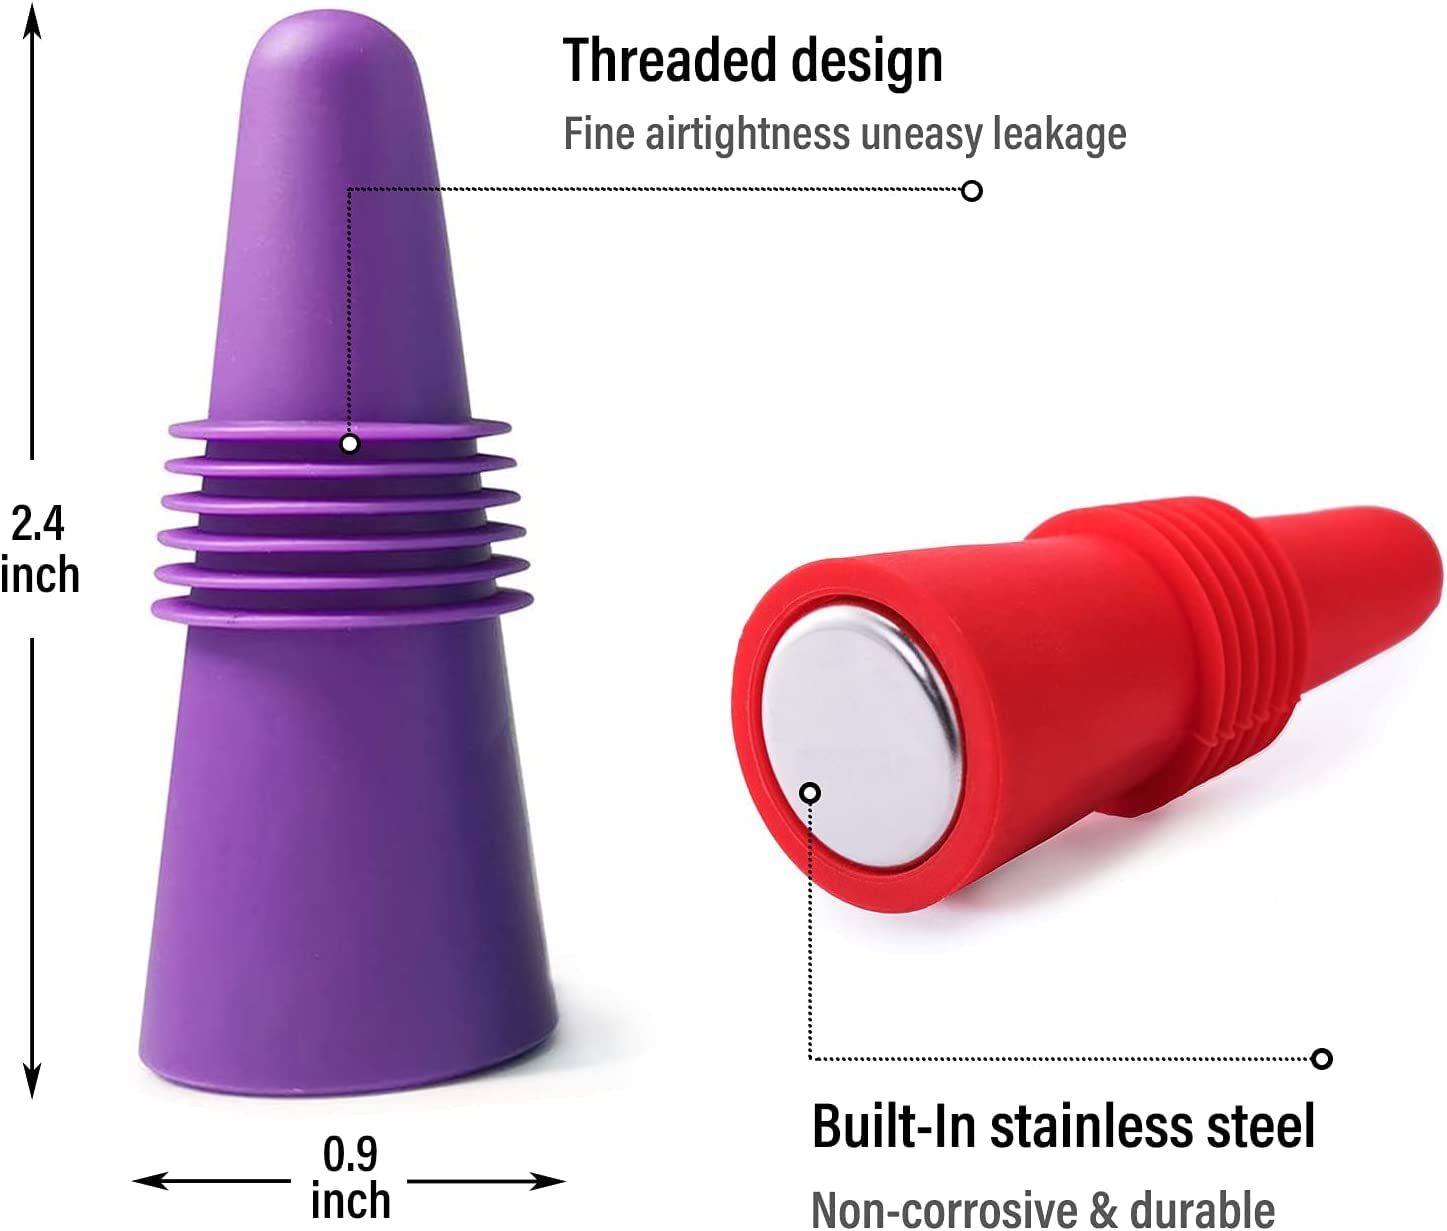 Threaded design
Fine airtightness uneasy leakage
2.4
inch
0.9
inch
Built-In stainless steel
Non-corrosive & durable